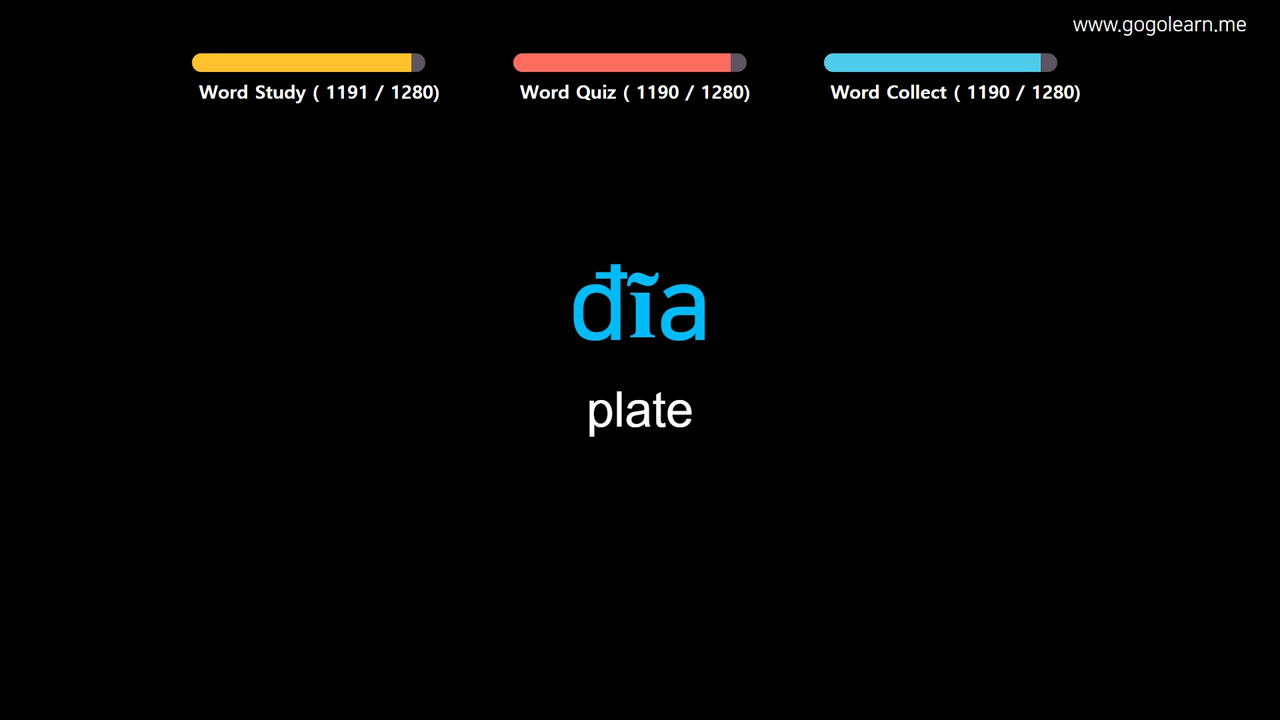 www.gogolearn.me
Word Study ( 1191 / 1280)
Word Quiz ( 1190 / 1280)
Word Collect ( 1190 / 1280)
đĩa
plate